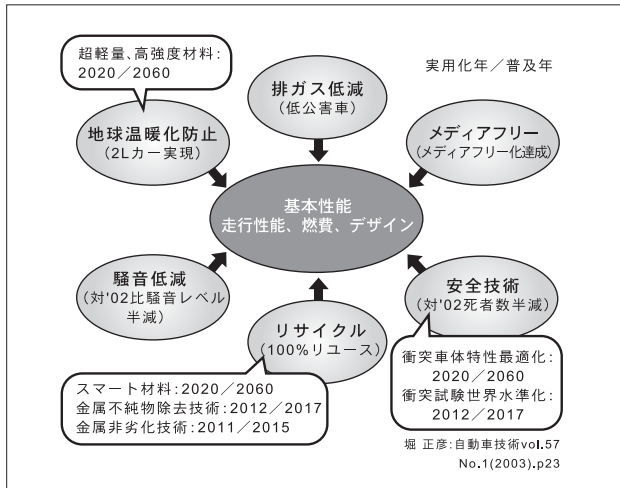 超軽量、高強度材料:
2020／2060
実用化年／普及年
排ガス低減
(低公害車)
地球温暖化防止
(2Lカー実現)
メディアフリー
(メディアフリー化達成)
基本性能
走行性能、燃費、デザイン
騒音低減
(対'02比騒音レベル
半減)
リサイクル
(100%リユース)
安全技術
(対'02死者数半減)
スマート材料:2020／2060
金属不純物除去技術:2012／2017
金属非劣化技術:2011／2015
衝突車体特性最適化:
2020／2060
衝突試験世界水準化:
2012／2017
堀 正彦:自動車技術vol.57
No.1(2003).p23